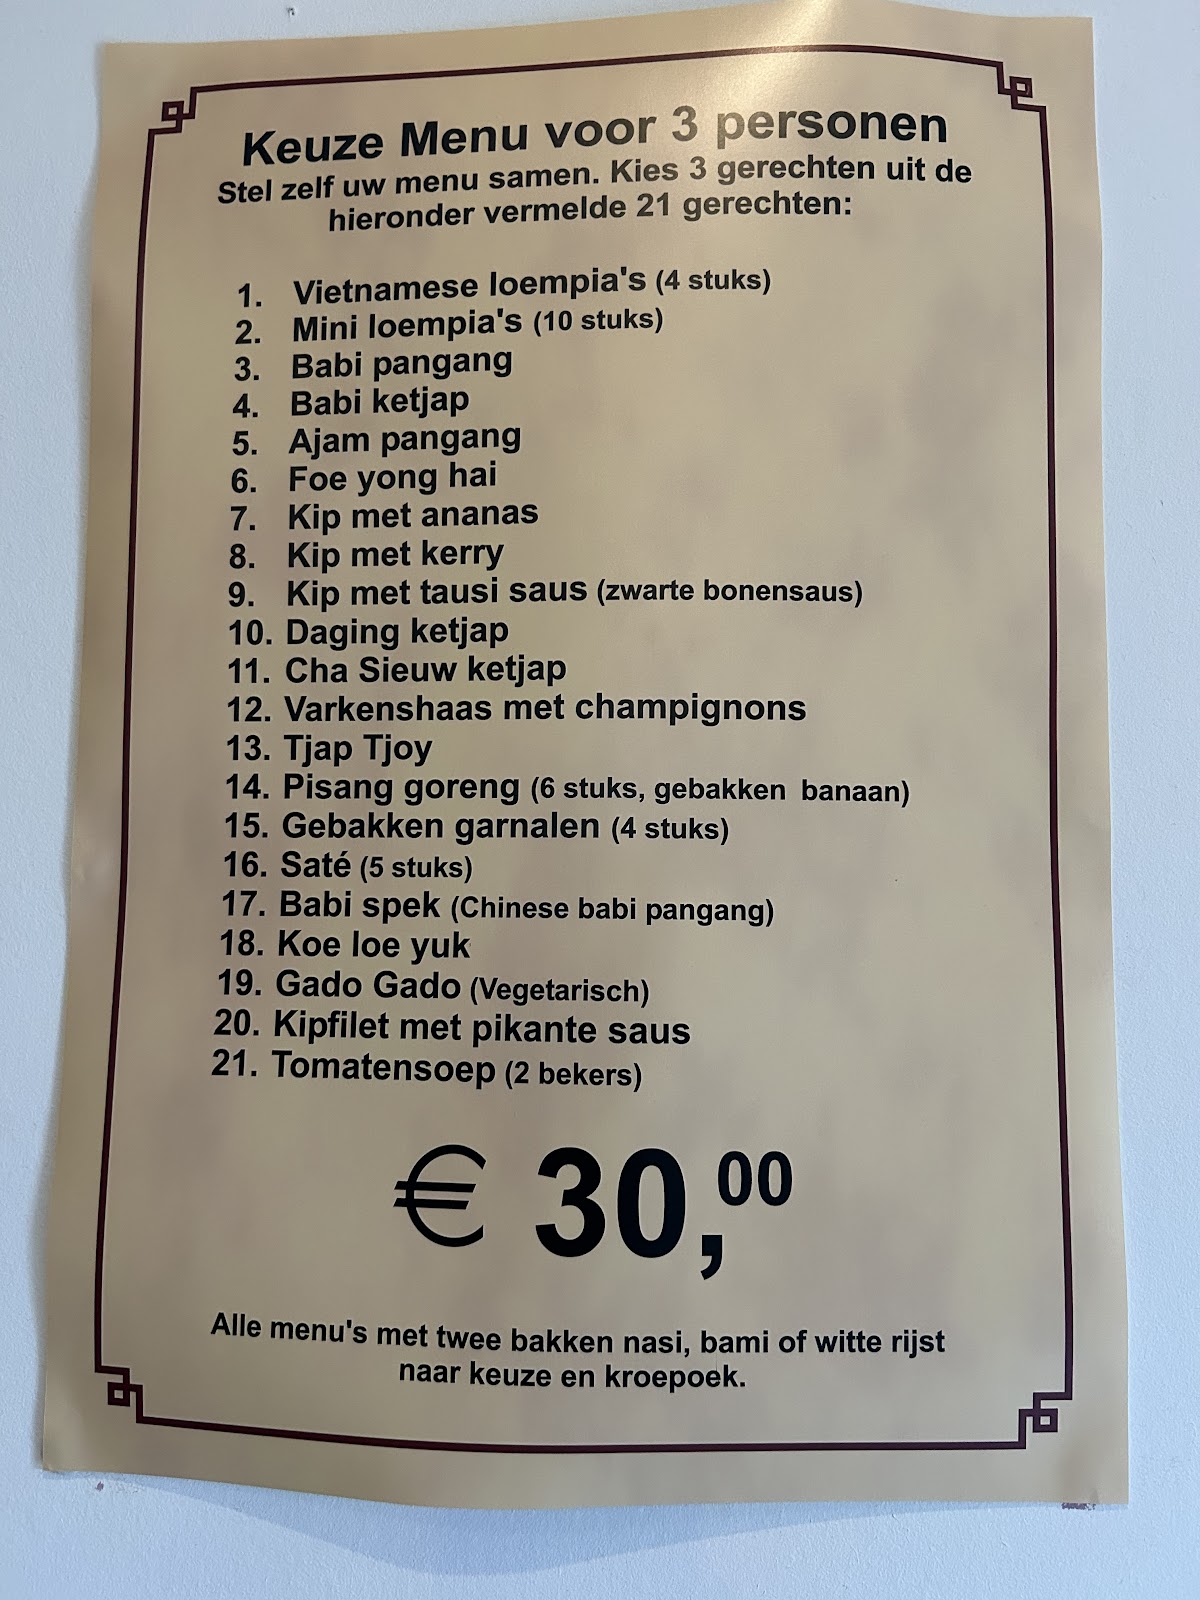 Keuze Menu voor 3 personen
Stel zelf uw menu samen. Kies 3 gerechten uit de
hieronder vermelde 21 gerechten:
1. Vietnamese loempia's (4 stuks)
2. Mini loempia's (10 stuks)
3. Babi pangang
4. Babi ketjap
5. Ajam pangang
6. Foe yong hai
7. Kip met ananas
8. Kip met kerry
9. Kip met tausi saus (zwarte bonensaus)
10. Daging ketjap
11. Cha Sieuw ketjap
12. Varkenshaas met champignons
13. Tjap Tjoy
14. Pisang goreng (6 stuks, gebakken banaan)
15. Gebakken garnalen (4 stuks)
16. Saté (5 stuks)
17. Babi spek (Chinese babi pangang)
18. Koe loe yuk
19. Gado Gado (Vegetarisch)
20. Kipfilet met pikante saus
21. Tomatensoep (2 bekers)
€ 30,00
Alle menu's met twee bakken nasi, bami of witte rijst
naar keuze en kroepoek.